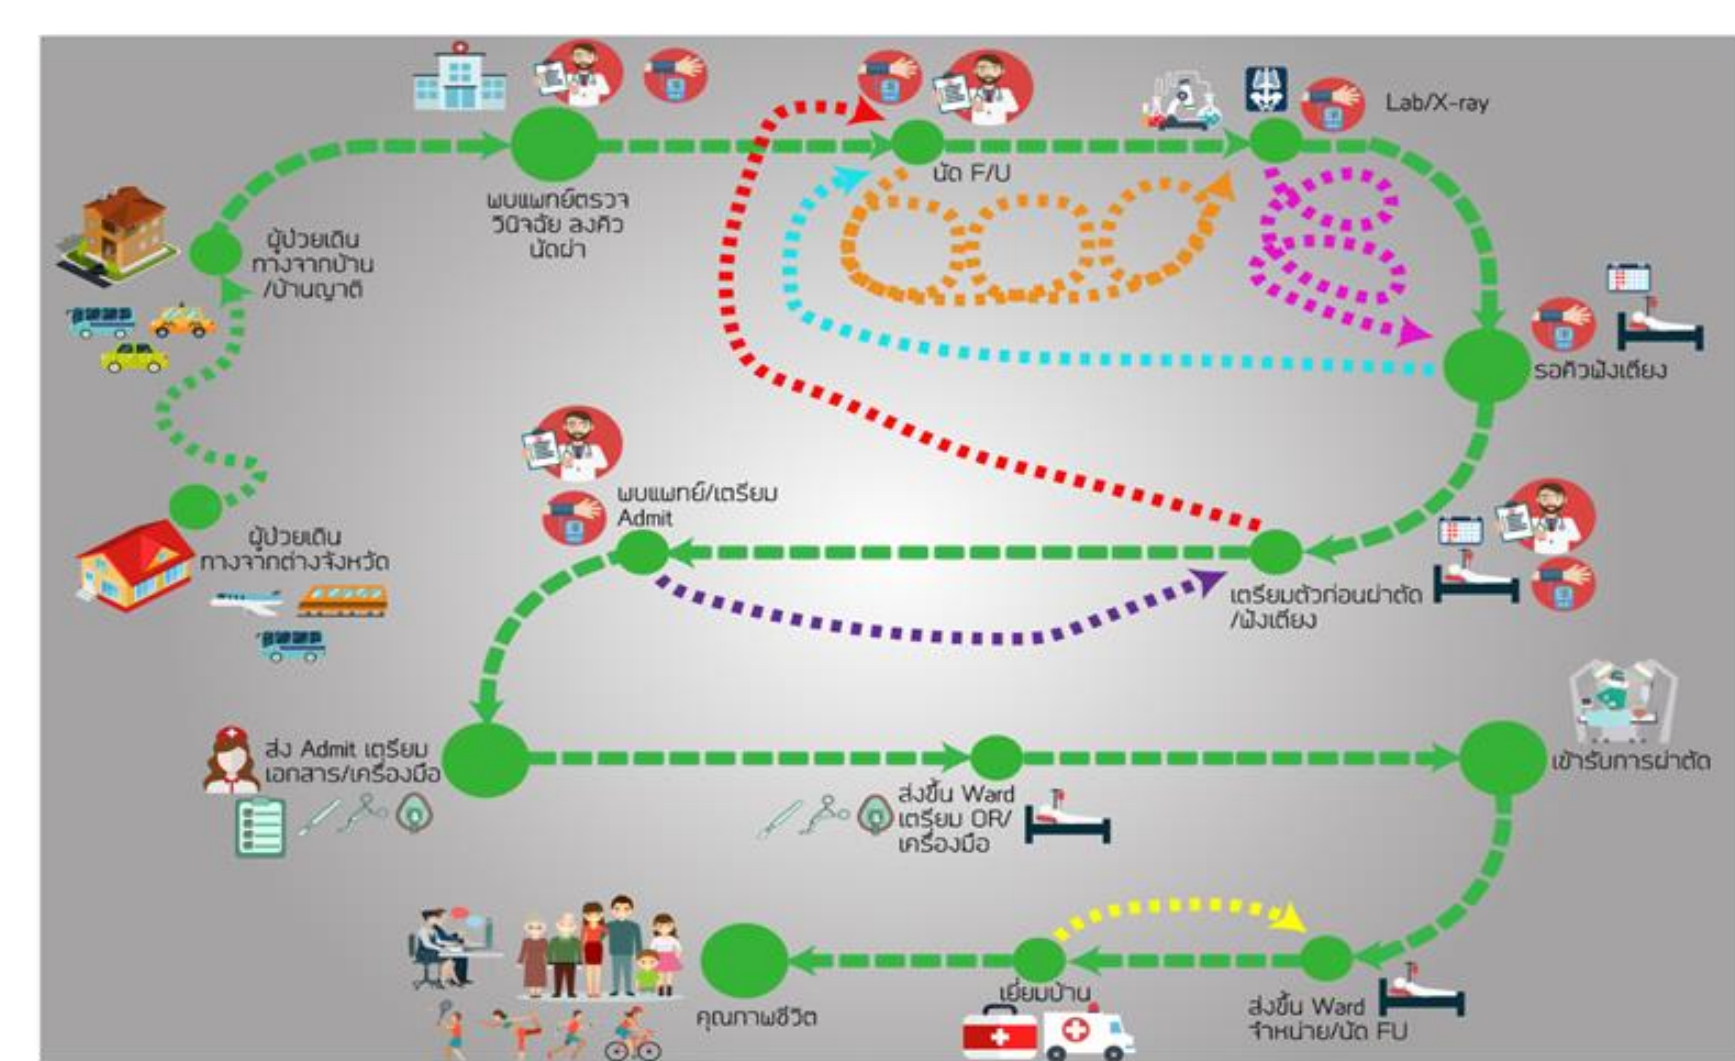 Lab/X-ray
นัด F/U
พบแพทย์ตรวจ
วินิจฉัย ลงคิว
นัดผ่า
ผู้ป่วยเดิน
ทางจากบ้าน
/บ้านญาติ
รอคิวฟังเตียง
พบแพทย์/เตรียม
Admit
ผู้ป่วยเดิน
ทางจากต่างจังหวัด
เตรียมตัวก่อนผ่าตัด
/ฟังเตียง
ส่ง Admit เตรียม
เอกสาร/เครื่องมือ
ส่งขึ้น Ward
เตรียม OR/
เครื่องมือ
เข้ารับการผ่าตัด
คุณภาพชีวิต
เยี่ยมบ้าน
ส่งขึ้น Ward
จำหน่าย/นัด FU